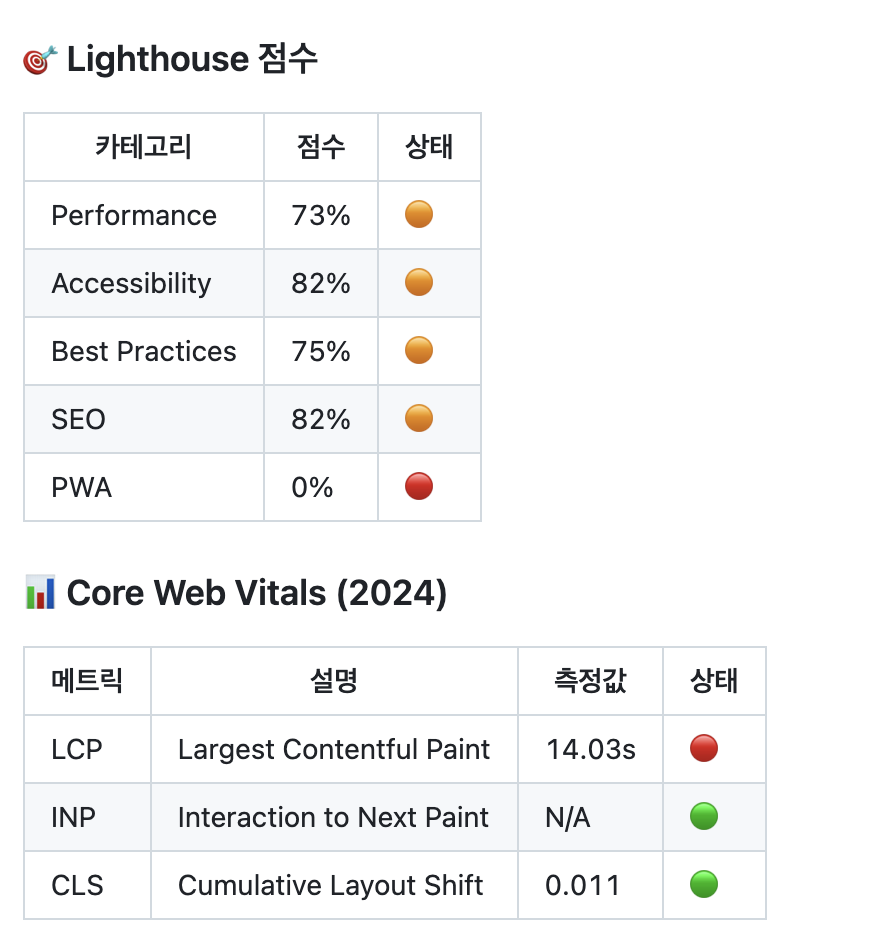 🎯 Lighthouse 점수
카테고리 점수 상태
Performance 73% 🟠
Accessibility 82% 🟠
Best Practices 75% 🟠
SEO 82% 🟠
PWA 0% 🔴
📊 Core Web Vitals (2024)
메트릭 설명 측정값 상태
LCP Largest Contentful Paint 14.03s 🔴
INP Interaction to Next Paint N/A 🟢
CLS Cumulative Layout Shift 0.011 🟢